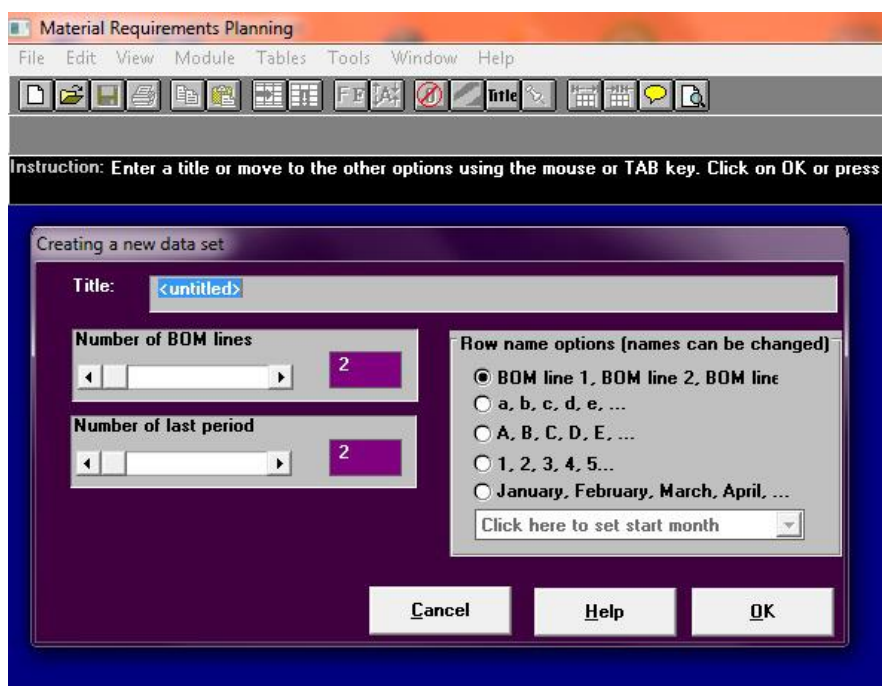 Material Requirements Planning
File Edit View Module Tables Tools Window Help
Title
Instruction: Enter a title or move to the other options using the mouse or TAB key. Click on OK or press
Creating a new data set
Title: <untitled>
Number of BOM lines
2
Number of last period
2
Row name options (names can be changed)
BOM line 1, BOM line 2, BOM line
a, b, c, d, e, ...
A, B, C, D, E, ...
1, 2, 3, 4, 5...
January, February, March, April, ...
Click here to set start month
Cancel Help OK